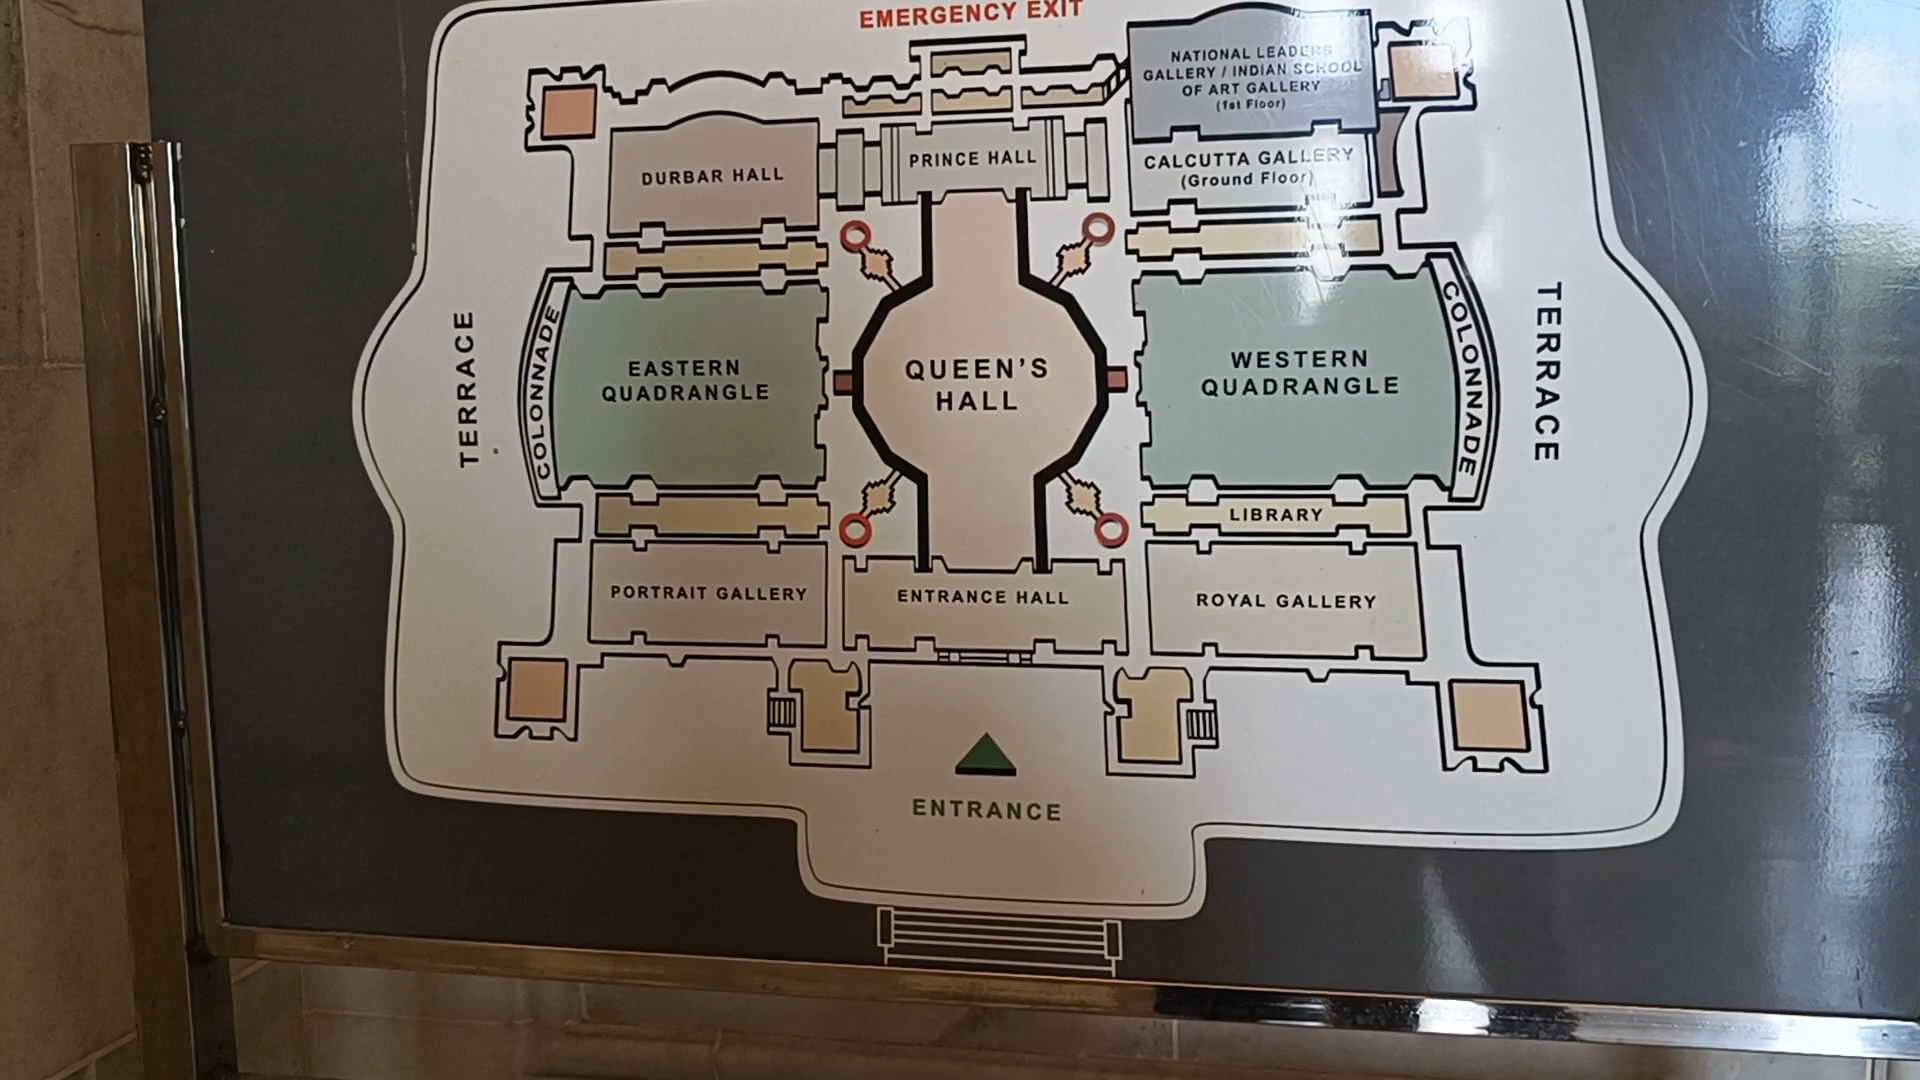 EMERGENCY EXIT
NATIONAL LEADERS
GALLERY / INDIAN SCHOOL
OF ART GALLERY
(1st Floor)
DURBAR HALL
PRINCE HALL
CALCUTTA GALLERY
(Ground Floor)
TERRACE
COLONNADE
EASTERN
QUADRANGLE
QUEEN'S
HALL
WESTERN
QUADRANGLE
COLONNADE
TERRACE
LIBRARY
PORTRAIT GALLERY
ENTRANCE HALL
ROYAL GALLERY
ENTRANCE